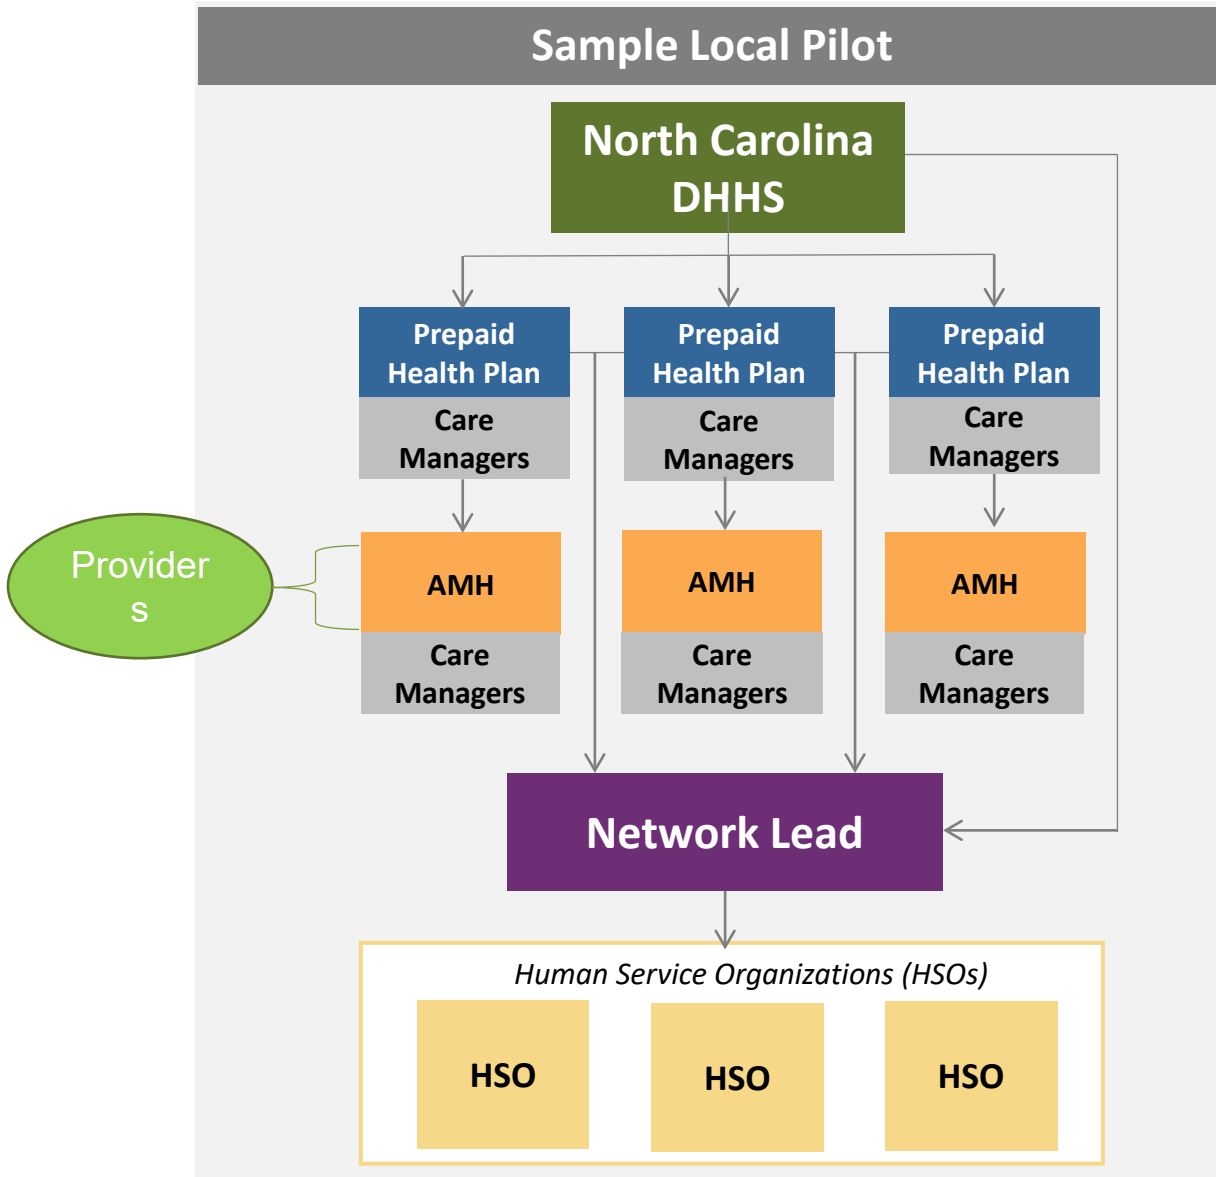 Sample Local Pilot
North Carolina
DHHS
Prepaid
Health Plan
Prepaid
Health Plan
Prepaid
Health Plan
Care
Managers
Care
Managers
Care
Managers
Provider
s
AMH
AMH
AMH
Care
Managers
Care
Managers
Care
Managers
Network Lead
Human Service Organizations (HSOs)
HSO
HSO
HSO